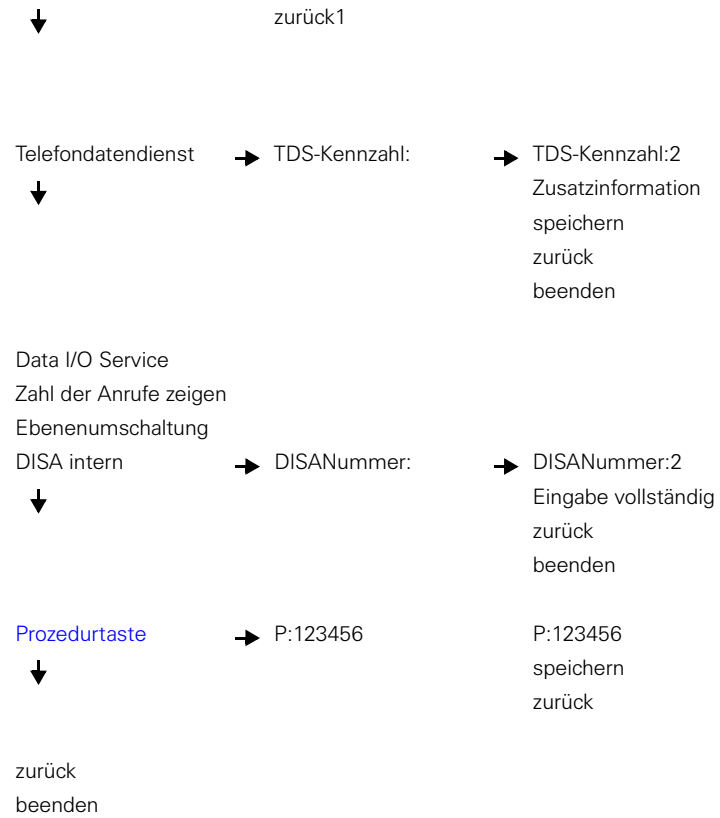 zurück1
Telefondatendienst TDS-Kennzahl: TDS-Kennzahl:2
Zusatzinformation
speichern
zurück
beenden
Data I/O Service
Zahl der Anrufe zeigen
Ebenenumschaltung
DISA intern DISANummer: DISANummer:2
Eingabe vollständig
zurück
beenden
Prozedurtaste P:123456 P:123456
speichern
zurück
zurück
beenden